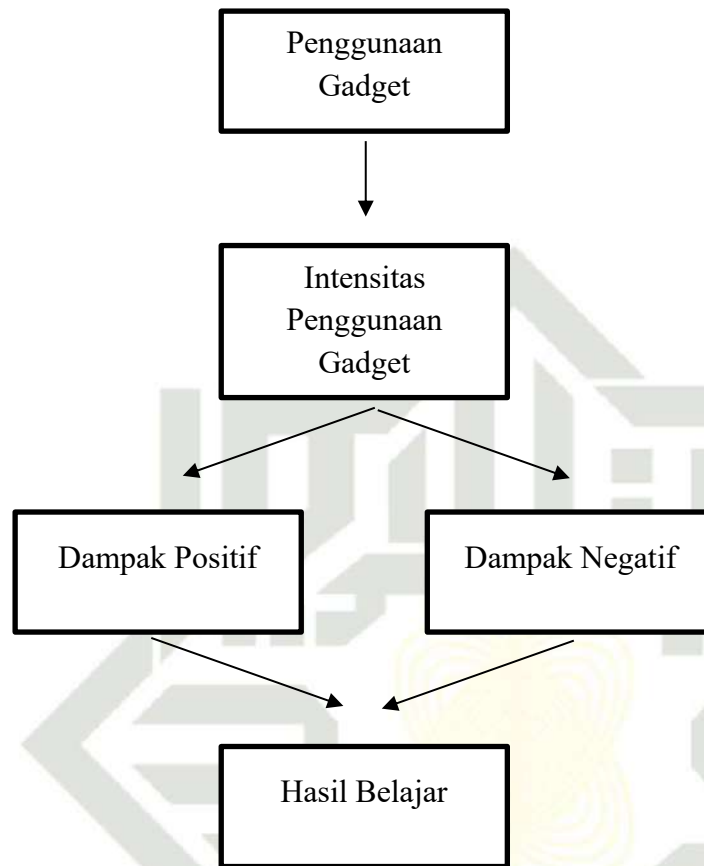 Penggunaan
Gadget
Intensitas
Penggunaan
Gadget
Dampak Positif
Dampak Negatif
Hasil Belajar